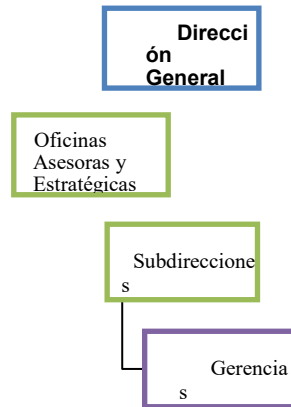 Direcci
ón
General
Oficinas
Asesoras y
Estratégicas
Subdireccione
s
Gerencia
s